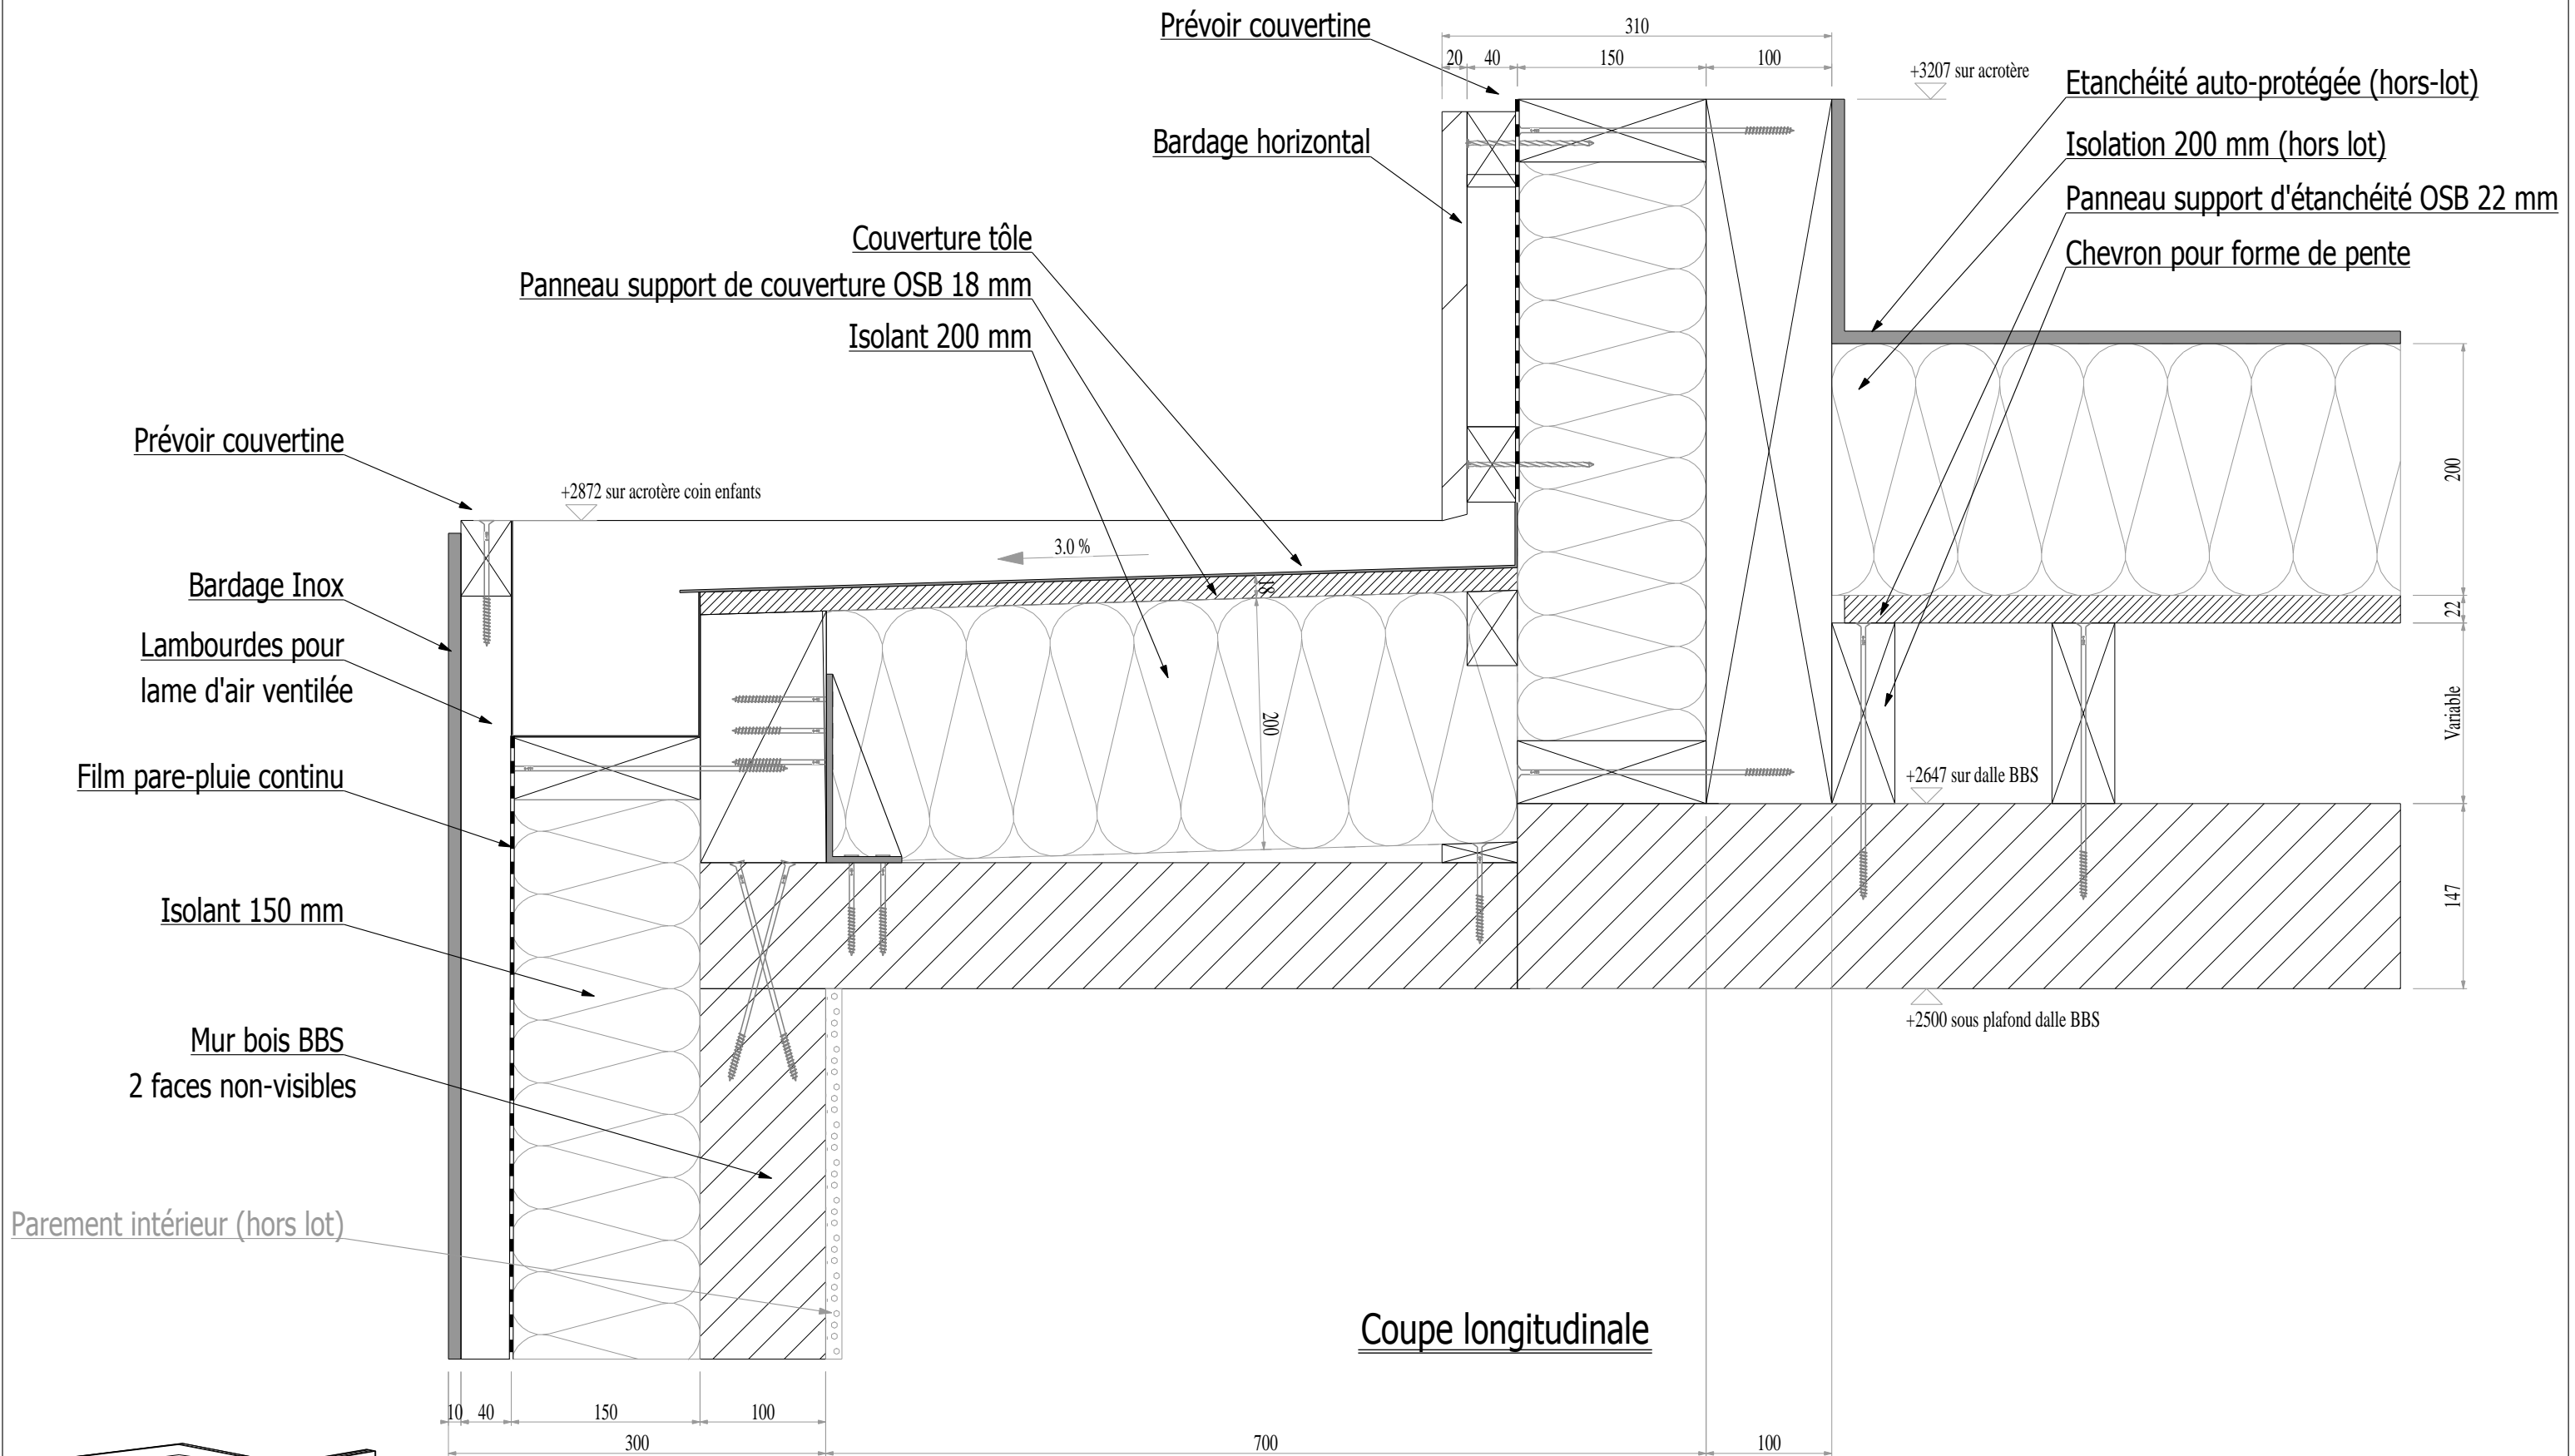 Prévoir couvertine
310
20
40
150
100
+3207 sur acrotère
Etanchéité auto-protégée (hors-lot)
Bardage horizontal
Isolation 200 mm (hors lot)
Panneau support d'étanchéité OSB 22 mm
Couverture tôle
Chevron pour forme de pente
Panneau support de couverture OSB 18 mm
Isolant 200 mm
Prévoir couvertine
200
+2872 sur acrotère coin enfants
3.0 %
Bardage Inox
18
22
Lambourdes pour
lame d'air ventilée
200
Variable
Film pare-pluie continu
+2647 sur dalle BBS
Isolant 150 mm
147
+2500 sous plafond dalle BBS
Mur bois BBS
2 faces non-visibles
Parement intérieur (hors lot)
Coupe longitudinale
10
40
150
100
300
700
100